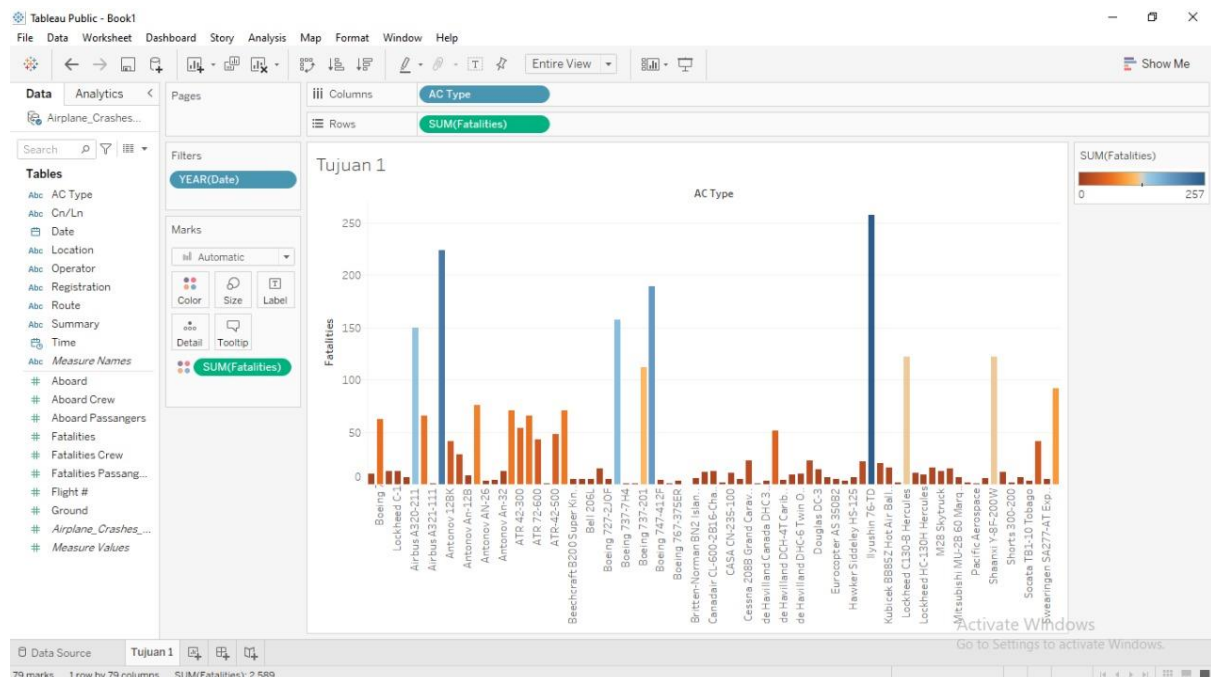 Tableau Public - Book1
File Data Worksheet Dashboard Story Analysis Map Format Window Help
Entire View
Show Me
Data Analytics
Airplane_Crashes...
Search
Tables
Abc AC Type
Abc Cn/Ln
Date
Abc Location
Abc Operator
Abc Registration
Abc Route
Abc Summary
Time
Abc Measure Names
# Aboard
# Aboard Crew
# Aboard Passangers
# Fatalities
# Fatalities Crew
# Fatalities Passang...
# Flight #
# Ground
# Airplane_Crashes_...
# Measure Values
Pages
Filters
YEAR(Date)
Marks
Automatic
Color Size Label
Detail Tooltip
SUM(Fatalities)
Columns AC Type
Rows SUM(Fatalities)
Tujuan 1
AC Type
Fatalities
250
200
150
100
50
0
Boeing
Lockheed C-1
Airbus A320-211
Airbus A321-111
Antonov 12BK
Antonov An-12B
Antonov AN-26
Antonov An-32
ATR 42-300
ATR 72-600
ATR-42-500
Beechcraft B200 Super Kin..
Bell 206L
Boeing 727-2J0F
Boeing 737-7H4
Boeing 737-201
Boeing 747-412F
Boeing 767-375ER
Britten-Norman BN2 Islan..
Canadair CL-600-2B16-Cha..
CASA CN-235-100
Cessna 208B Grand Carav..
de Havilland Canada DHC3
de Havilland DCH-4T Carib..
de Havilland DHC-6 Twin O..
Douglas DC-3
Eurocopter AS 350B2
Hawker Siddeley HS-125
Ilyushin 76-TD
Kubicek BB85Z Hot Air Ball..
Lockheed C130-B Hercules
Lockheed HC-130H Hercules
M28 Skytruck
Mitsubishi MU-2B 60 Marq..
Pacific Aerospace
Shaanxi Y-8F-200W
Shorts 300-200
Socata TB1-10 Tobago
Swearingen SA277-AT Exp..
SUM(Fatalities)
0 257
Activate Windows
Go to Settings to activate Windows.
Data Source Tujuan 1
79 marks 1 row by 79 columns SUM(Fatalities): 2,589